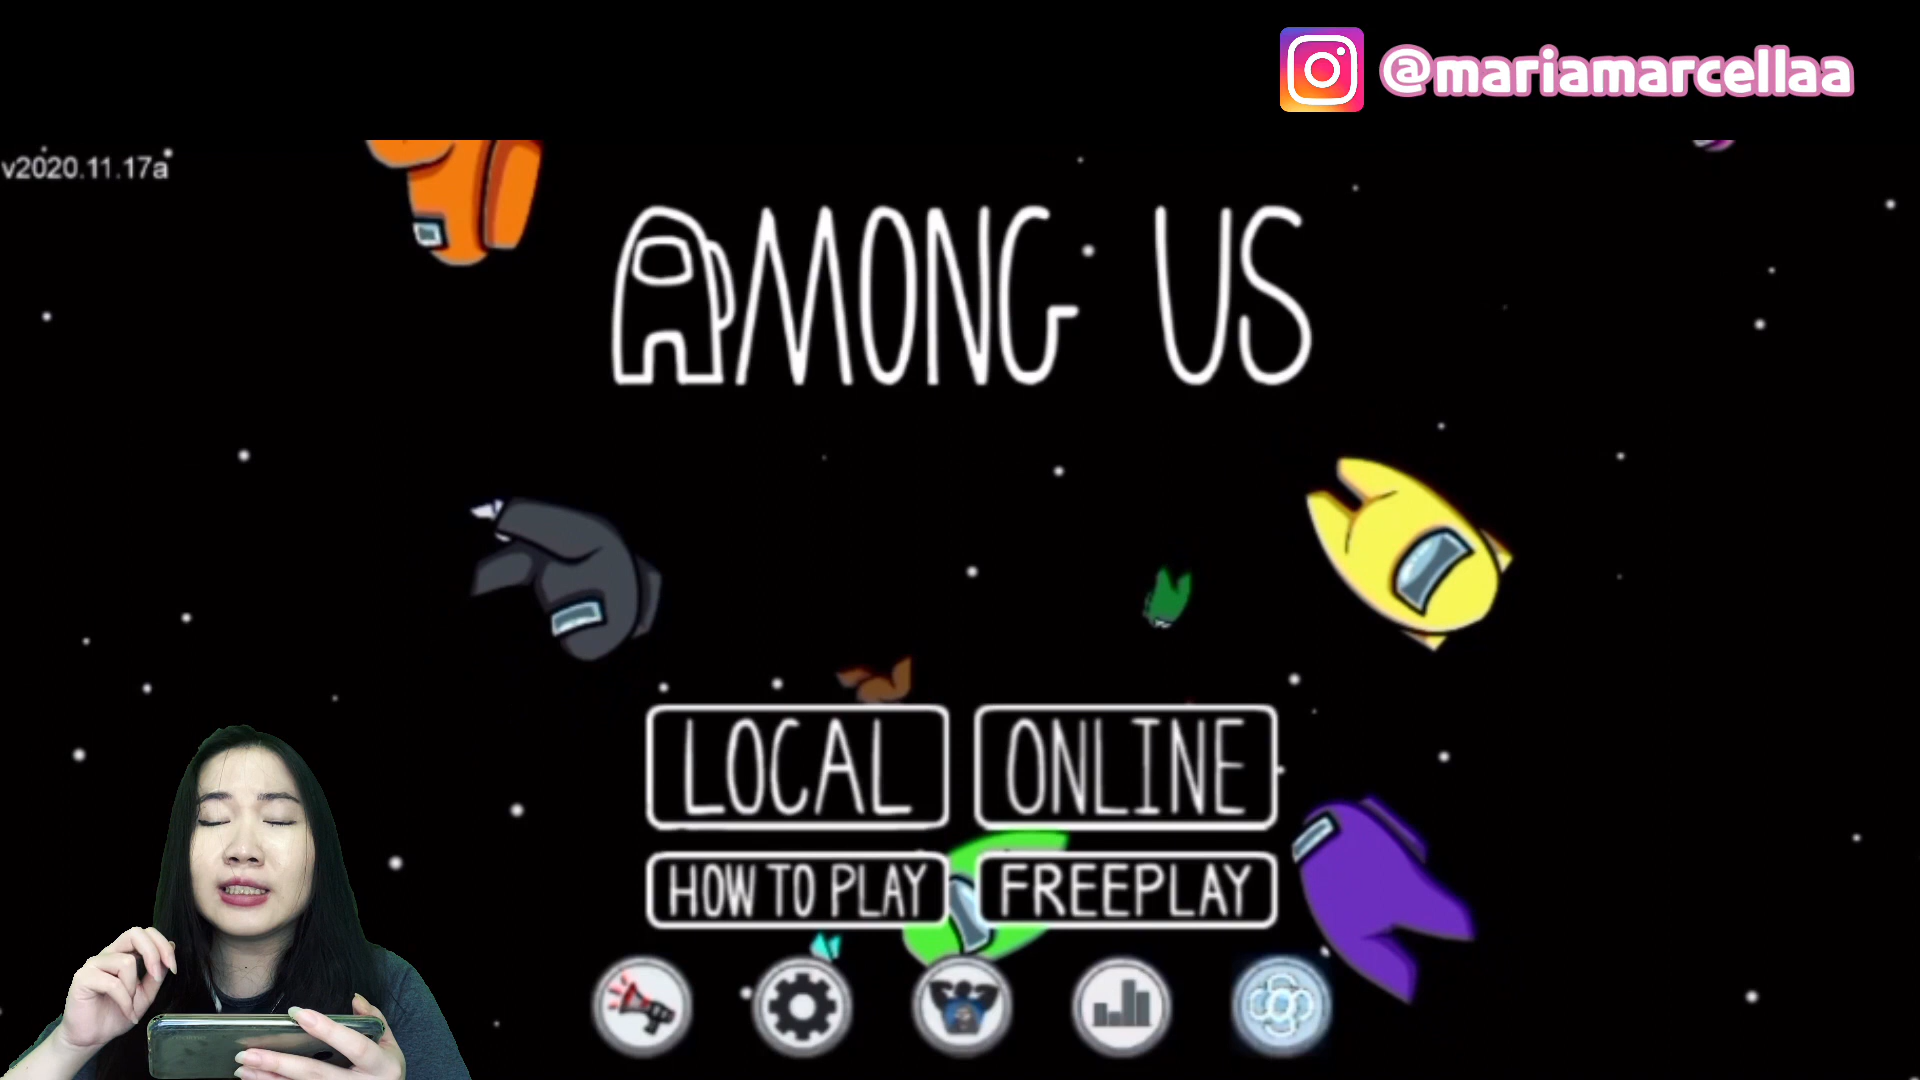 @mariamarcellaa
v2020.11.17a
AMONG US
LOCAL
ONLINE
HOW TO PLAY
FREEPLAY